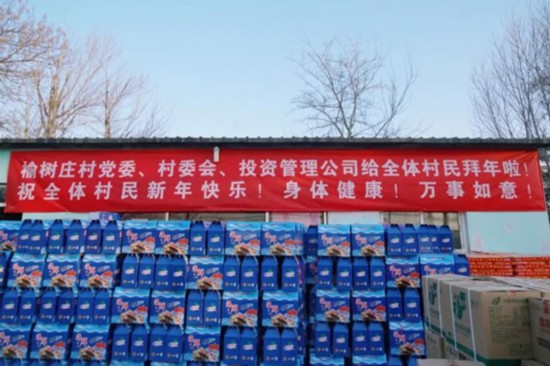 榆树庄村党委、村委会、投资管理公司给全体村民拜年啦!
祝全体村民新年快乐! 身体健康! 万事如意!